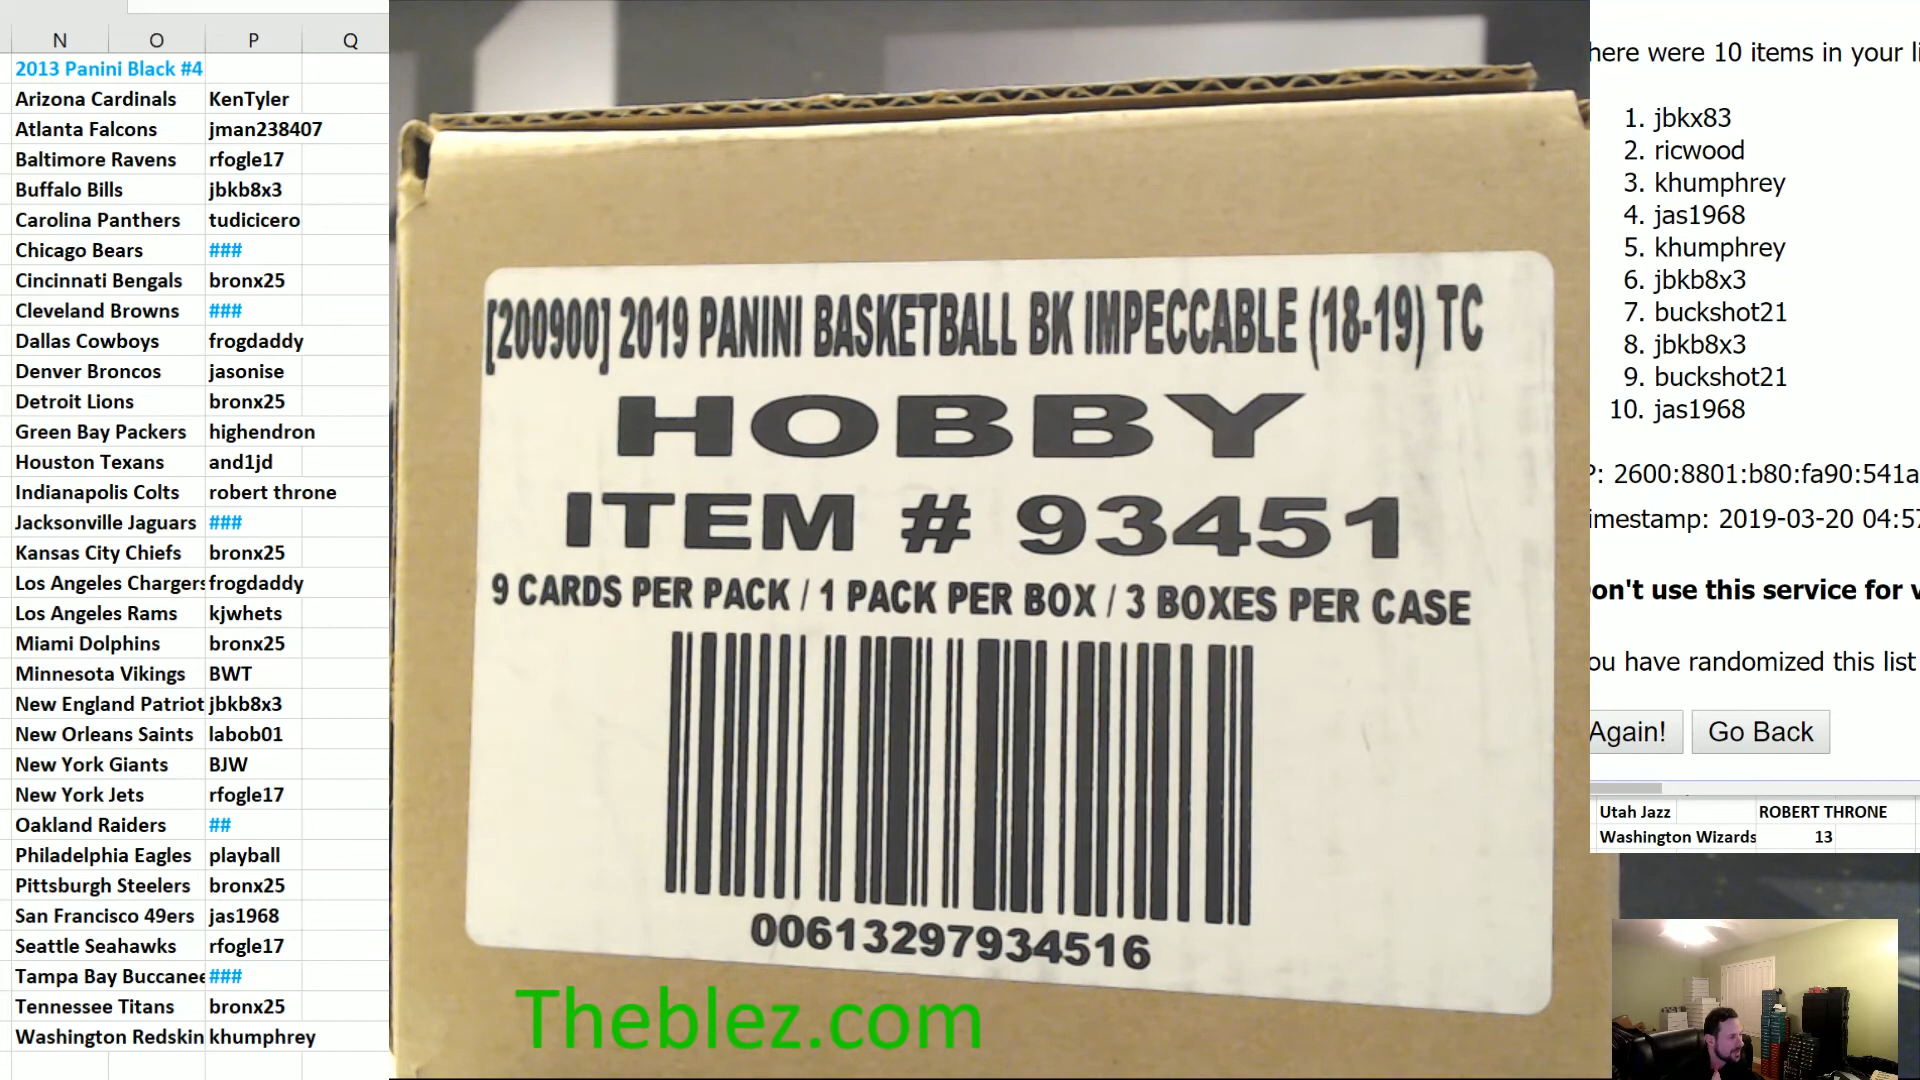 N O P Q
2013 Panini Black #4
Arizona Cardinals KenTyler
Atlanta Falcons jman238407
Baltimore Ravens rfogle17
Buffalo Bills jbkb8x3
Carolina Panthers tudicicero
Chicago Bears ###
Cincinnati Bengals bronx25
Cleveland Browns ###
Dallas Cowboys frogdaddy
Denver Broncos jasonise
Detroit Lions bronx25
Green Bay Packers highendron
Houston Texans and1jd
Indianapolis Colts robert throne
Jacksonville Jaguars ###
Kansas City Chiefs bronx25
Los Angeles Chargers frogdaddy
Los Angeles Rams kjwhets
Miami Dolphins bronx25
Minnesota Vikings BWT
New England Patriot jbkb8x3
New Orleans Saints labob01
New York Giants BJW
New York Jets rfogle17
Oakland Raiders ##
Philadelphia Eagles playball
Pittsburgh Steelers bronx25
San Francisco 49ers jas1968
Seattle Seahawks rfogle17
Tampa Bay Buccanee ###
Tennessee Titans bronx25
Washington Redskin khumphrey
[200900] 2019 PANINI BASKETBALL BK IMPECCABLE (18-19) TC
HOBBY
ITEM # 93451
9 CARDS PER PACK / 1 PACK PER BOX / 3 BOXES PER CASE
00613297934516
Theblez.com
here were 10 items in your li
1. jbkx83
2. ricwood
3. khumphrey
4. jas1968
5. khumphrey
6. jbkb8x3
7. buckshot21
8. jbkb8x3
9. buckshot21
10. jas1968
P: 2600:8801:b80:fa90:541a
imestamp: 2019-03-20 04:57
on't use this service for v
ou have randomized this list
Again! Go Back
Utah Jazz ROBERT THRONE
Washington Wizards 13